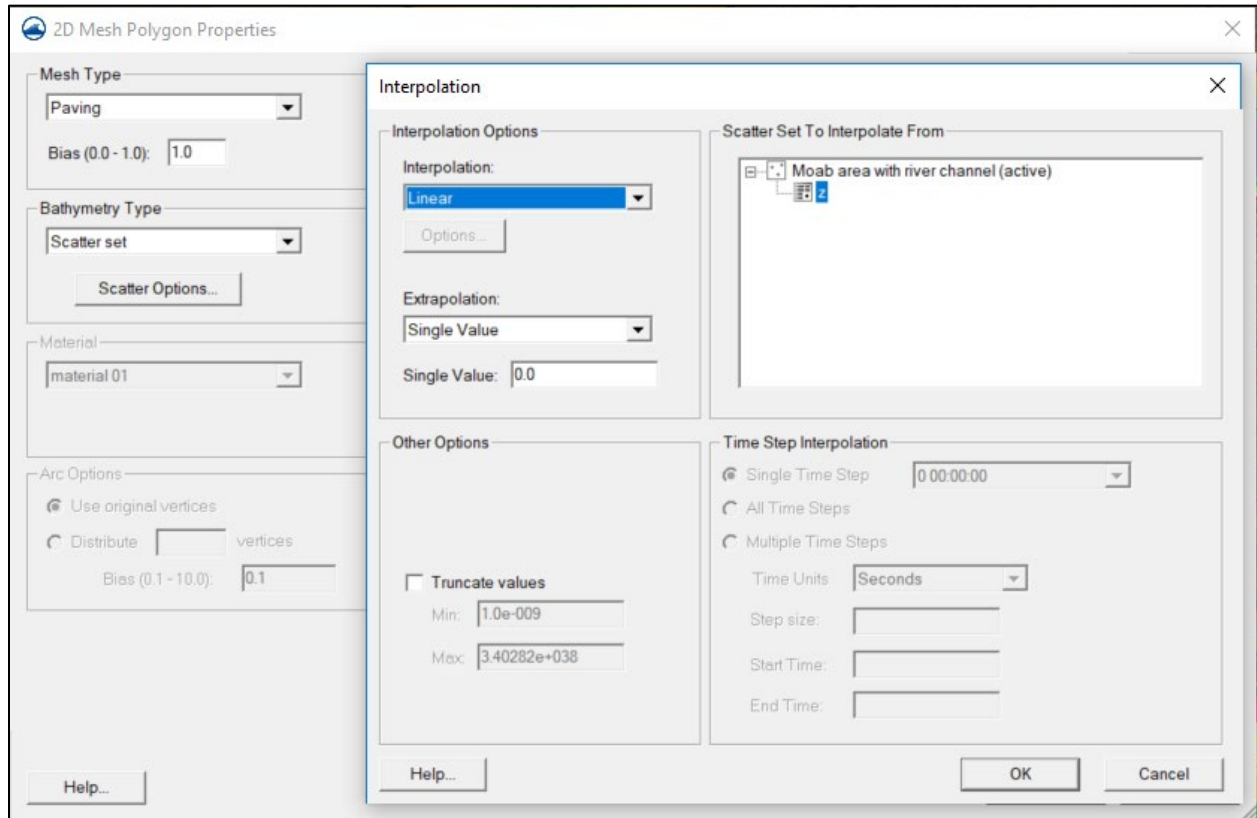 2D Mesh Polygon Properties
Mesh Type
Paving
Bias (0.0 - 1.0): 1.0
Bathymetry Type
Scatter set
Scatter Options...
Material
material 01
Arc Options
Use original vertices
Distribute vertices
Bias (0.1 - 10.0): 0.1
Help...
Interpolation
Interpolation Options
Interpolation:
Linear
Options...
Extrapolation:
Single Value
Single Value: 0.0
Scatter Set To Interpolate From
Moab area with river channel (active)
z
Other Options
Truncate values
Min: 1.0e-009
Max: 3.40282e+038
Time Step Interpolation
Single Time Step 0 00:00:00
All Time Steps
Multiple Time Steps
Time Units Seconds
Step size:
Start Time:
End Time:
Help...
OK Cancel